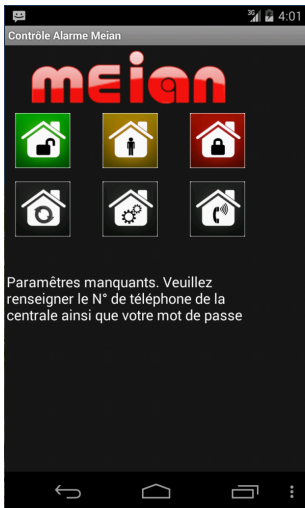 3G 4:01
Contrôle Alarme Meian
meian
Paramètres manquants. Veuillez
renseigner le N° de téléphone de la
centrale ainsi que votre mot de passe